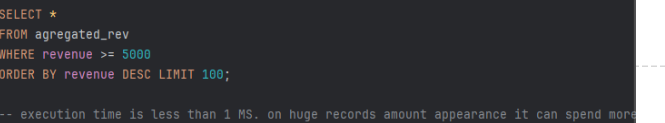 SELECT *
FROM agregated_rev
WHERE revenue >= 5000
ORDER BY revenue DESC LIMIT 100;
-- execution time is less than 1 MS. on huge records amount appearance it can spend more